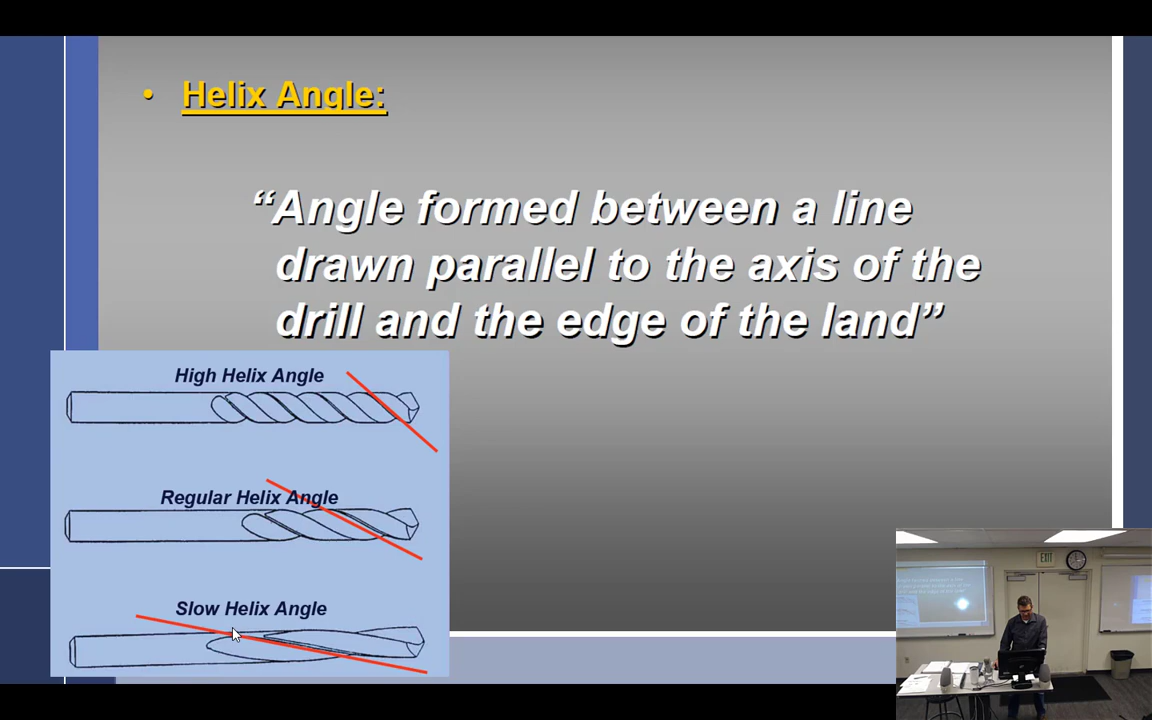 • Helix Angle:
“Angle formed between a line
drawn parallel to the axis of the
drill and the edge of the land”
High Helix Angle
Regular Helix Angle
Slow Helix Angle
EXIT